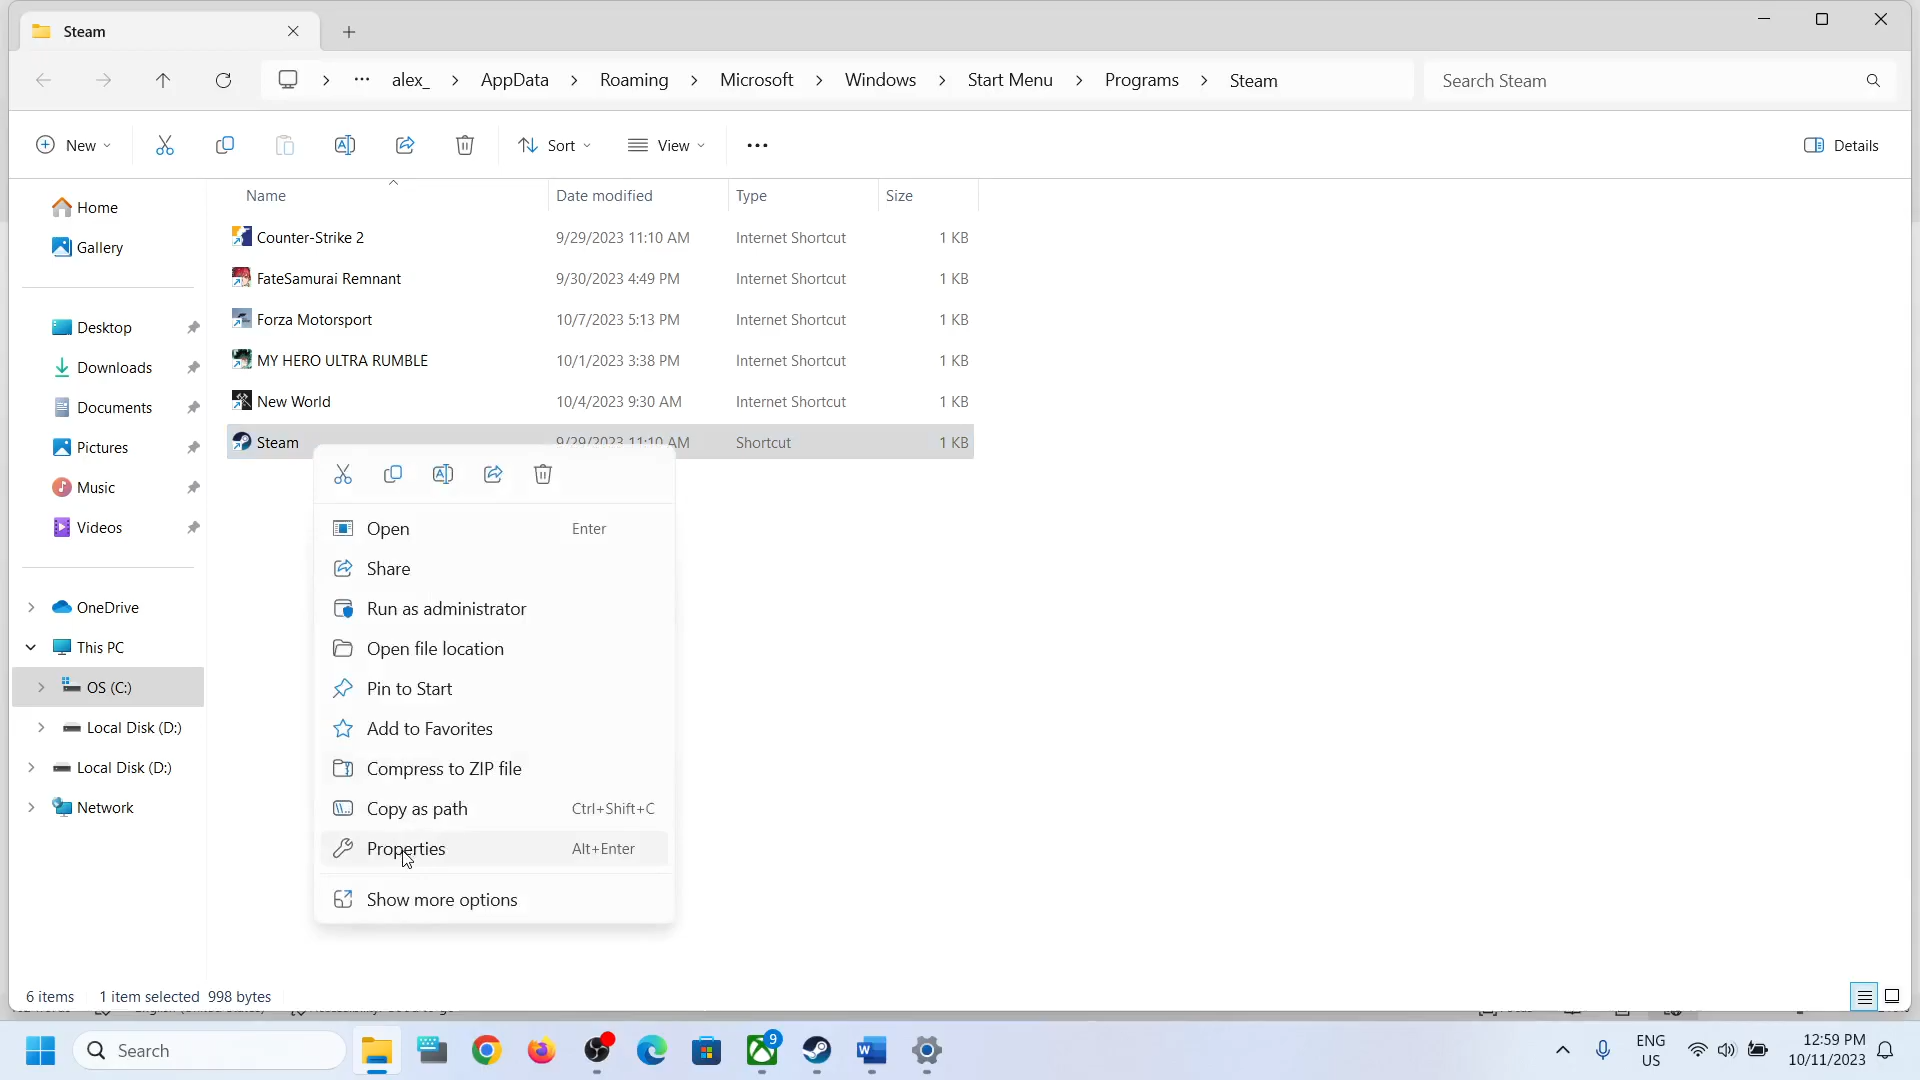 Steam
alex_ AppData Roaming Microsoft Windows Start Menu Programs Steam
Search Steam
New Sort View Details
Name Date modified Type Size
Home
Gallery
Desktop
Downloads
Documents
Pictures
Music
Videos
OneDrive
This PC
OS (C:)
Local Disk (D:)
Local Disk (D:)
Network
Counter-Strike 2 9/29/2023 11:10 AM Internet Shortcut 1 KB
FateSamurai Remnant 9/30/2023 4:49 PM Internet Shortcut 1 KB
Forza Motorsport 10/7/2023 5:13 PM Internet Shortcut 1 KB
MY HERO ULTRA RUMBLE 10/1/2023 3:38 PM Internet Shortcut 1 KB
New World 10/4/2023 9:30 AM Internet Shortcut 1 KB
Steam 9/29/2023 11:10 AM Shortcut 1 KB
Open Enter
Share
Run as administrator
Open file location
Pin to Start
Add to Favorites
Compress to ZIP file
Copy as path Ctrl+Shift+C
Properties Alt+Enter
Show more options
6 items 1 item selected 998 bytes
Search
9
ENG
US
12:59 PM
10/11/2023